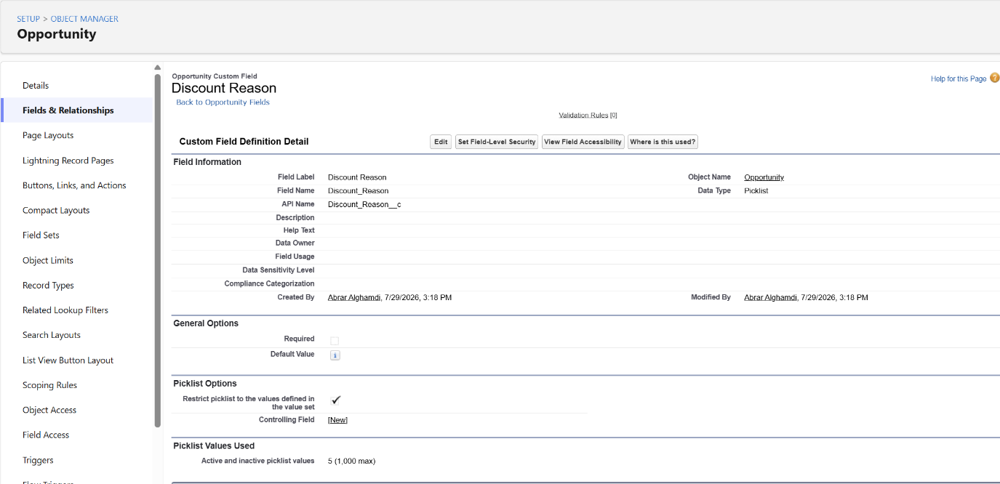 SETUP > OBJECT MANAGER
Opportunity
Details
Fields & Relationships
Page Layouts
Lightning Record Pages
Buttons, Links, and Actions
Compact Layouts
Field Sets
Object Limits
Record Types
Related Lookup Filters
Search Layouts
List View Button Layout
Scoping Rules
Object Access
Field Access
Triggers
Opportunity Custom Field
Discount Reason
Back to Opportunity Fields
Help for this Page ?
Validation Rules [0]
Custom Field Definition Detail Edit Set Field-Level Security View Field Accessibility Where is this used?
Field Information
Field Label Discount Reason Object Name Opportunity
Field Name Discount_Reason Data Type Picklist
API Name Discount_Reason__c
Description
Help Text
Data Owner
Field Usage
Data Sensitivity Level
Compliance Categorization
Created By Abrar Alghamdi, 7/29/2026, 3:18 PM Modified By Abrar Alghamdi, 7/29/2026, 3:18 PM
General Options
Required
Default Value i
Picklist Options
Restrict picklist to the values defined in
the value set
Controlling Field [New]
Picklist Values Used
Active and inactive picklist values 5 (1,000 max)